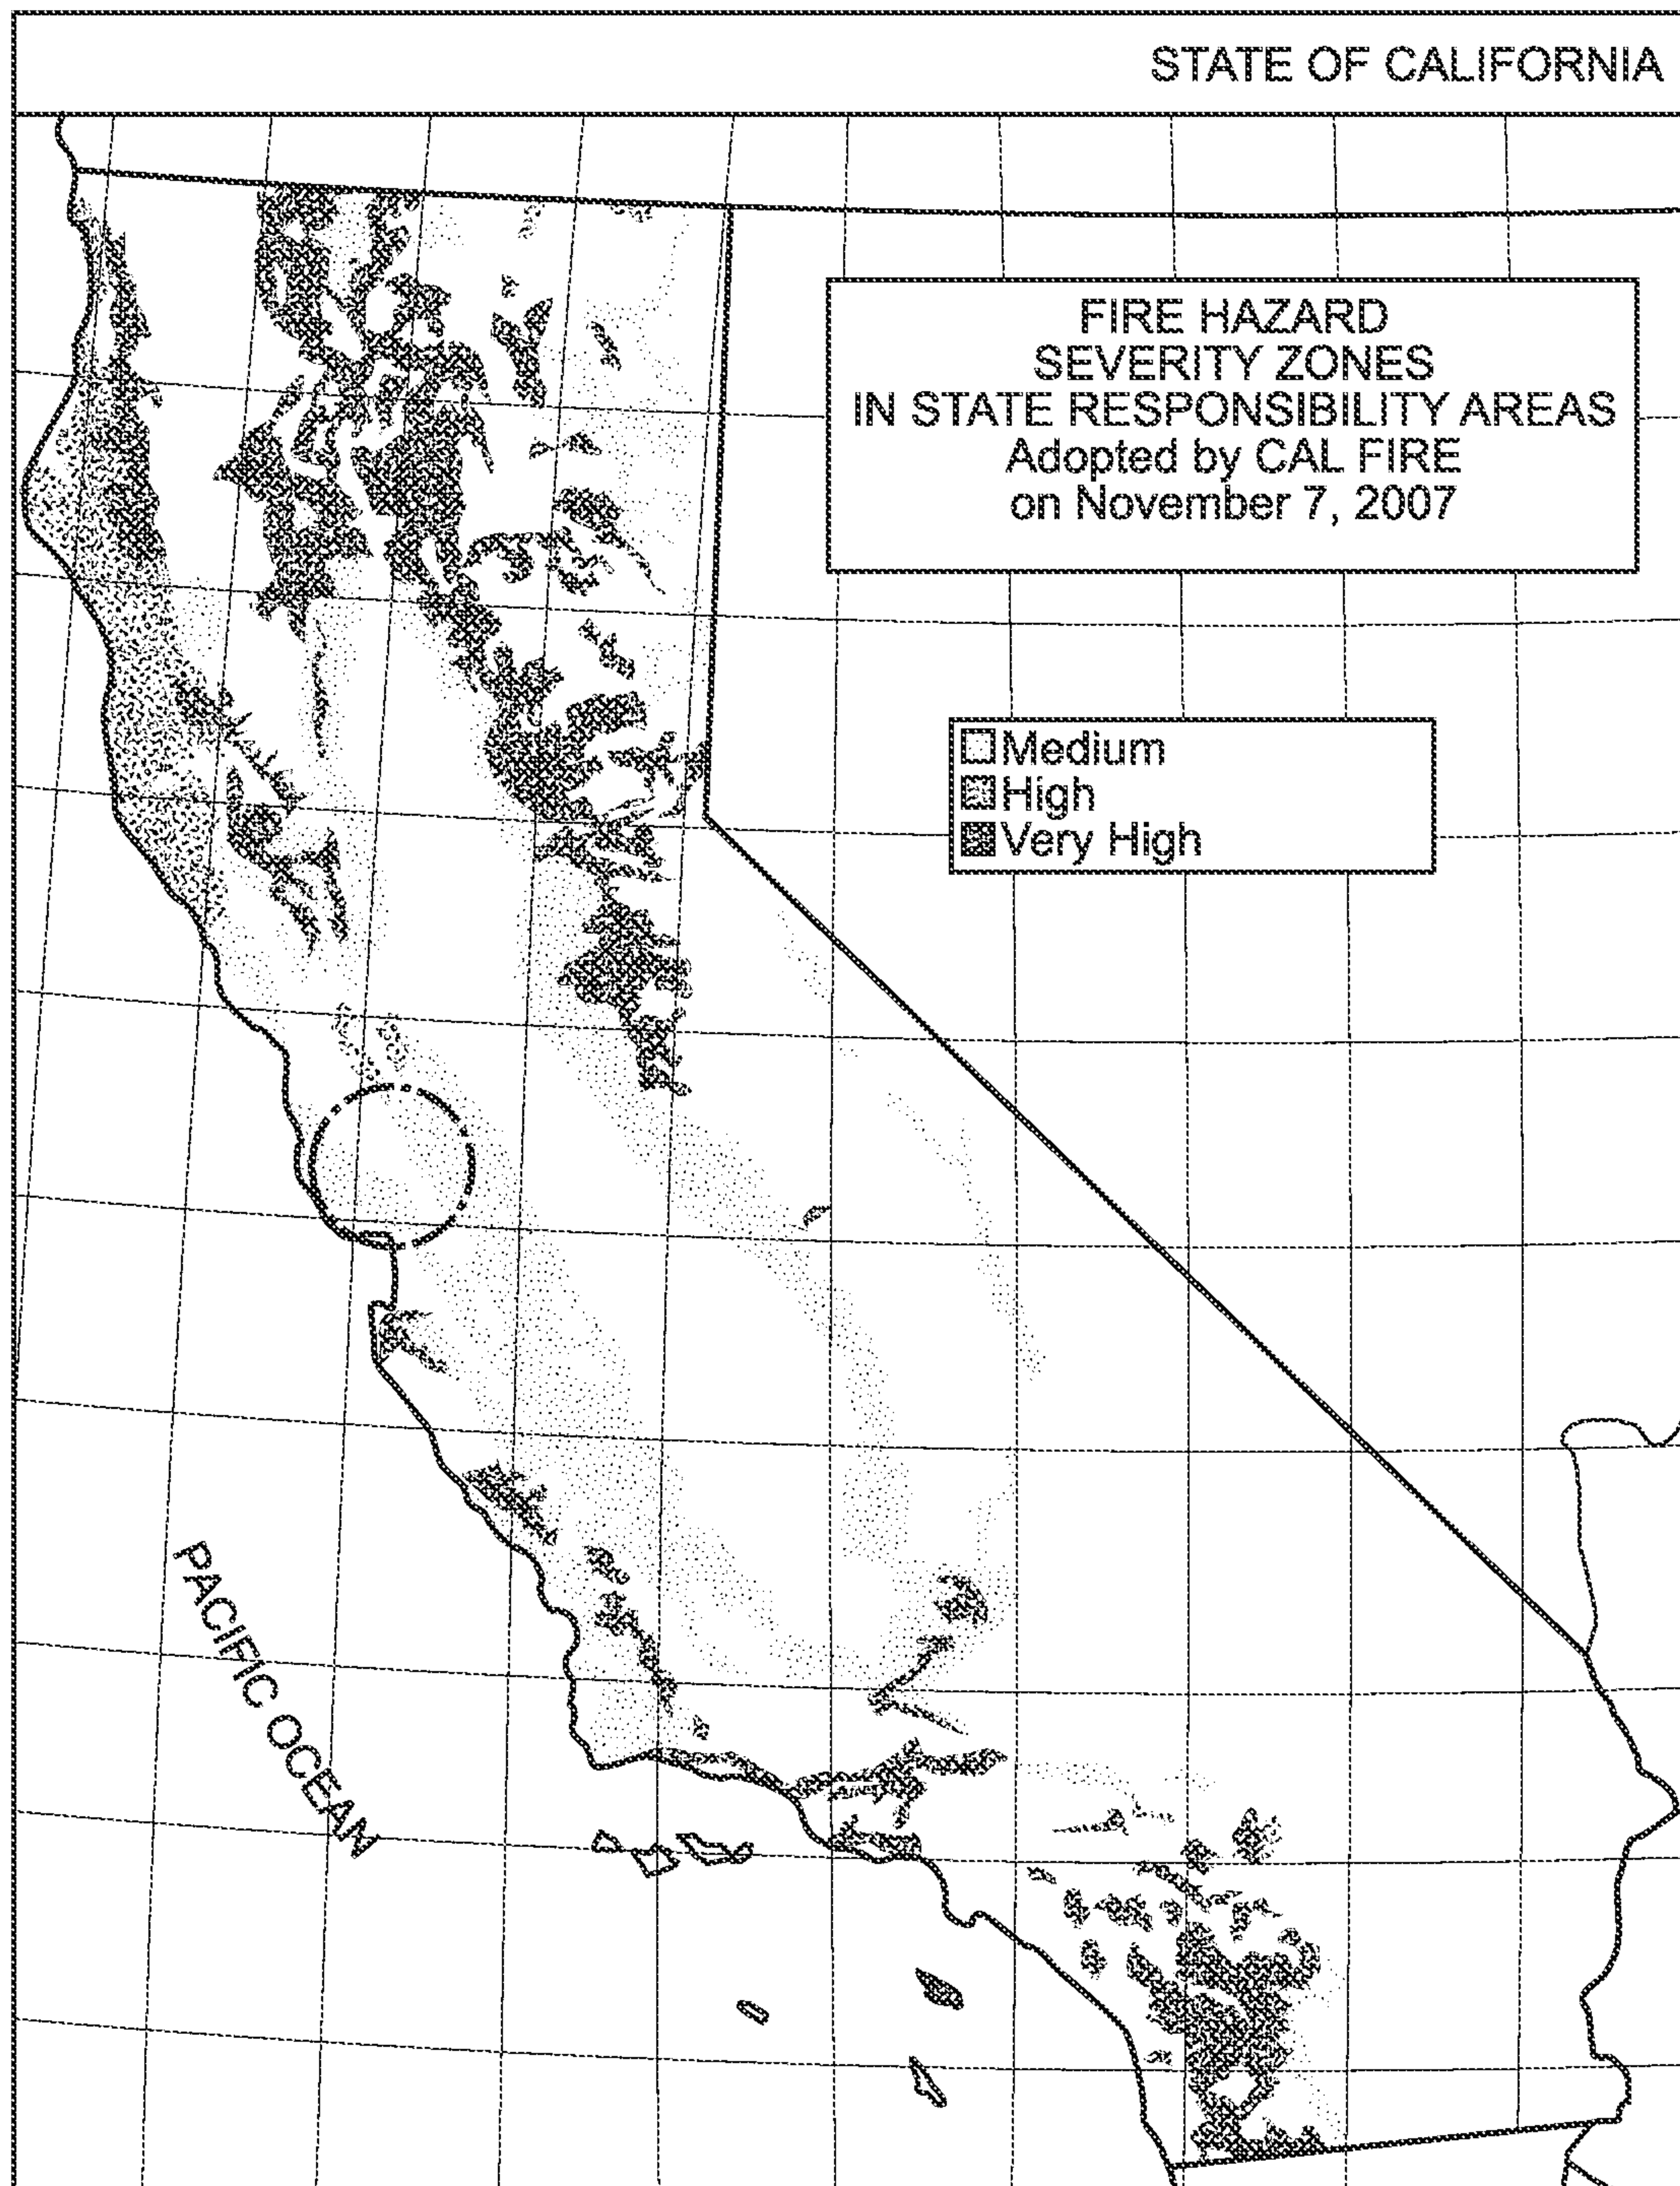 STATE OF CALIFORNIA
FIRE HAZARD
SEVERITY ZONES
IN STATE RESPONSIBILITY AREAS
Adopted by CAL FIRE
on November 7, 2007
Medium
High
Very High
PACIFIC OCEAN